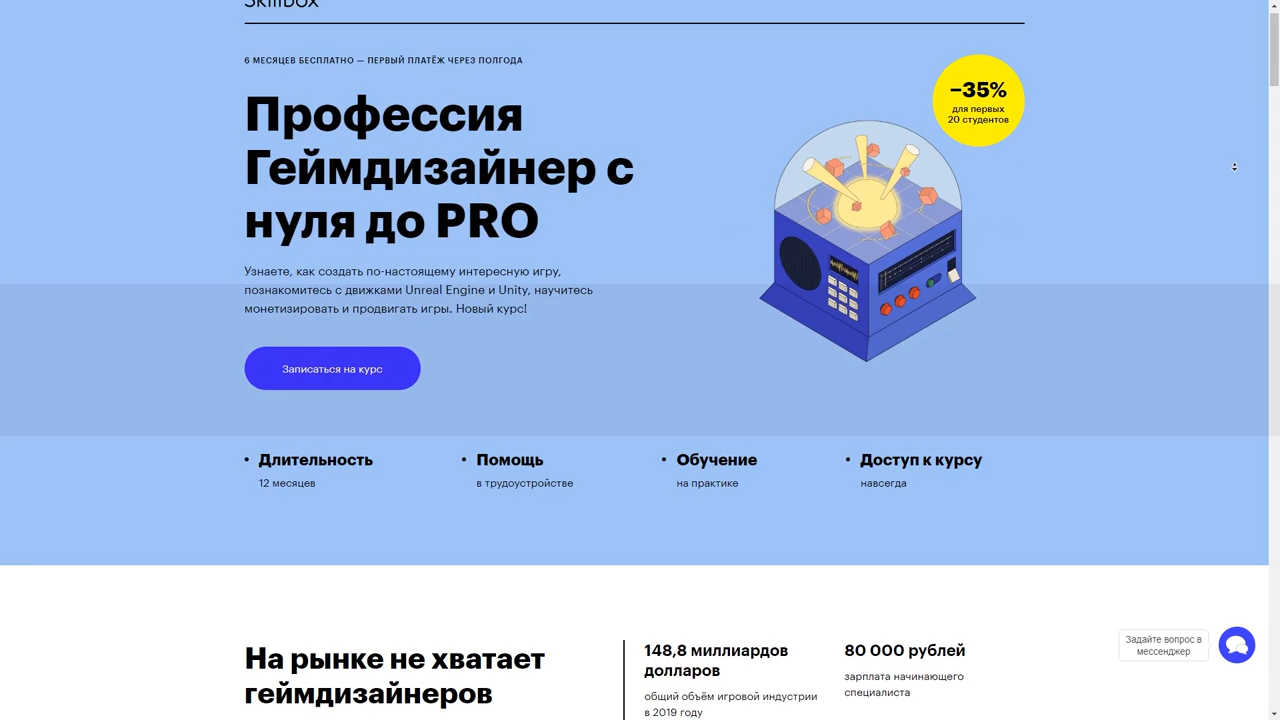 Skillbox
6 МЕСЯЦЕВ БЕСПЛАТНО — ПЕРВЫЙ ПЛАТЁЖ ЧЕРЕЗ ПОЛГОДА
−35%
для первых
20 студентов
Профессия
Геймдизайнер с
нуля до PRO
Узнаете, как создать по-настоящему интересную игру,
познакомитесь с движками Unreal Engine и Unity, научитесь
монетизировать и продвигать игры. Новый курс!
Записаться на курс
• Длительность
12 месяцев
• Помощь
в трудоустройстве
• Обучение
на практике
• Доступ к курсу
навсегда
На рынке не хватает
геймдизайнеров
148,8 миллиардов
долларов
общий объём игровой индустрии
в 2019 году
80 000 рублей
зарплата начинающего
специалиста
Задайте вопрос в
мессенджер